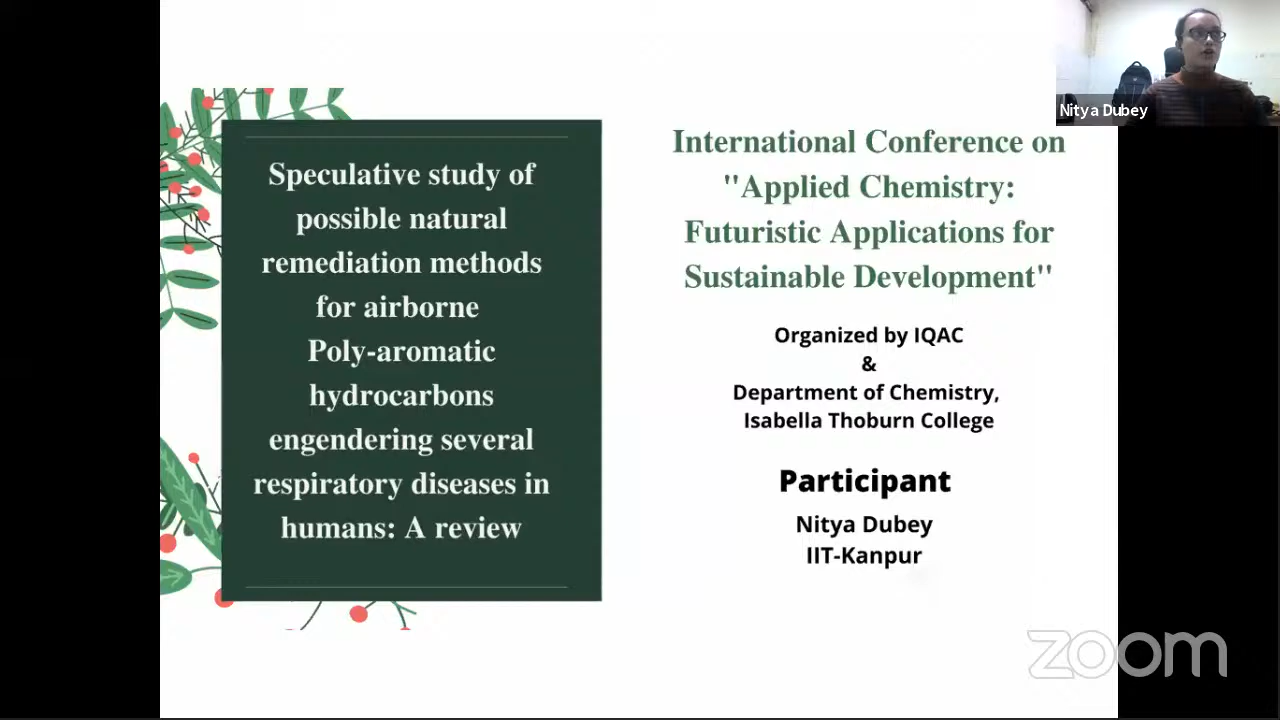 Speculative study of
possible natural
remediation methods
for airborne
Poly-aromatic
hydrocarbons
engendering several
respiratory diseases in
humans: A review
International Conference on
"Applied Chemistry:
Futuristic Applications for
Sustainable Development"
Organized by IQAC
&
Department of Chemistry,
Isabella Thoburn College
Participant
Nitya Dubey
IIT-Kanpur
Nitya Dubey
zoom